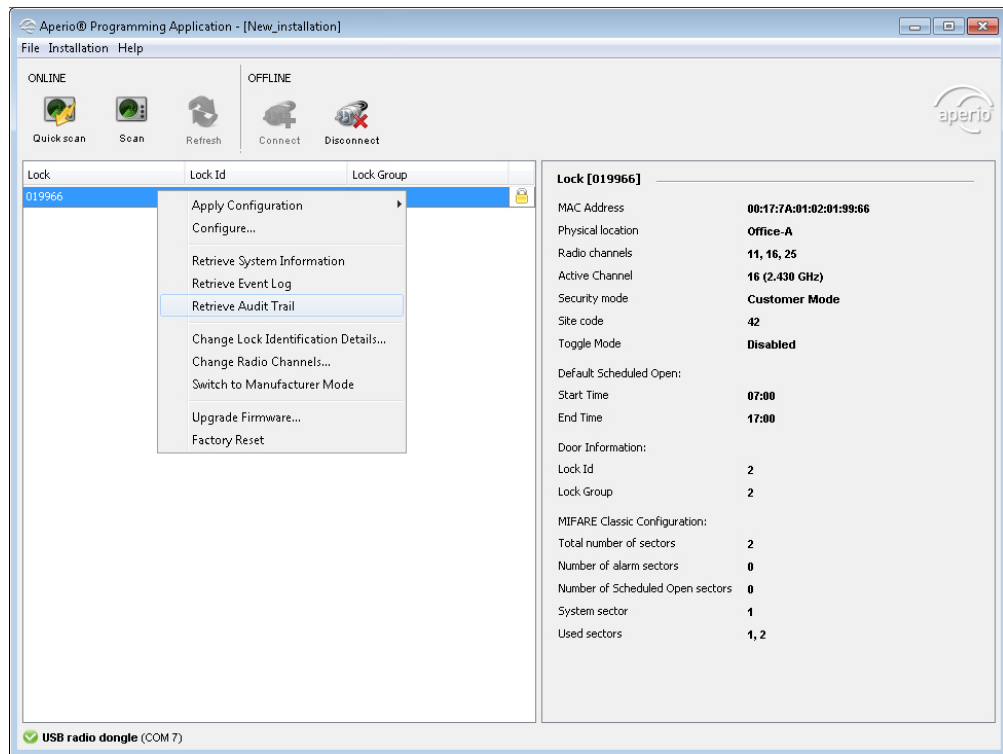 Aperio® Programming Application - [New_installation]
File Installation Help
ONLINE OFFLINE
Quick scan Scan Refresh Connect Disconnect
aperio
Lock Lock Id Lock Group
019966
Apply Configuration
Configure...
Retrieve System Information
Retrieve Event Log
Retrieve Audit Trail
Change Lock Identification Details...
Change Radio Channels...
Switch to Manufacturer Mode
Upgrade Firmware...
Factory Reset
Lock [019966]
MAC Address 00:17:7A:01:02:01:99:66
Physical location Office-A
Radio channels 11, 16, 25
Active Channel 16 (2.430 GHz)
Security mode Customer Mode
Site code 42
Toggle Mode Disabled
Default Scheduled Open:
Start Time 07:00
End Time 17:00
Door Information:
Lock Id 2
Lock Group 2
MIFARE Classic Configuration:
Total number of sectors 2
Number of alarm sectors 0
Number of Scheduled Open sectors 0
System sector 1
Used sectors 1, 2
USB radio dongle (COM 7)